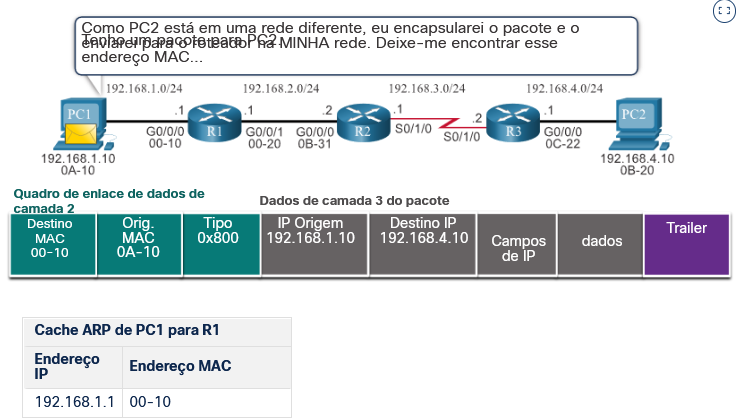 Como PC2 está em uma rede diferente, eu encapsularei o pacote e o
Tenho um pacote para PC2.
enviarei para o roteador na MINHA rede. Deixe-me encontrar esse
endereço MAC...
192.168.1.0/24
192.168.2.0/24
192.168.3.0/24
192.168.4.0/24
PC1
.1
R1
.1
.2
R2
.1
.2
R3
.1
PC2
G0/0/0
00-10
G0/0/1
00-20
G0/0/0
0B-31
S0/1/0
S0/1/0
G0/0/0
0C-22
192.168.1.10
0A-10
192.168.4.10
0B-20
Quadro de enlace de dados de
camada 2
Dados de camada 3 do pacote
Destino
MAC
00-10
Orig.
MAC
0A-10
Tipo
0x800
IP Origem
192.168.1.10
Destino IP
192.168.4.10
Campos
de IP
dados
Trailer
Cache ARP de PC1 para R1
Endereço
IP
Endereço MAC
192.168.1.1
00-10